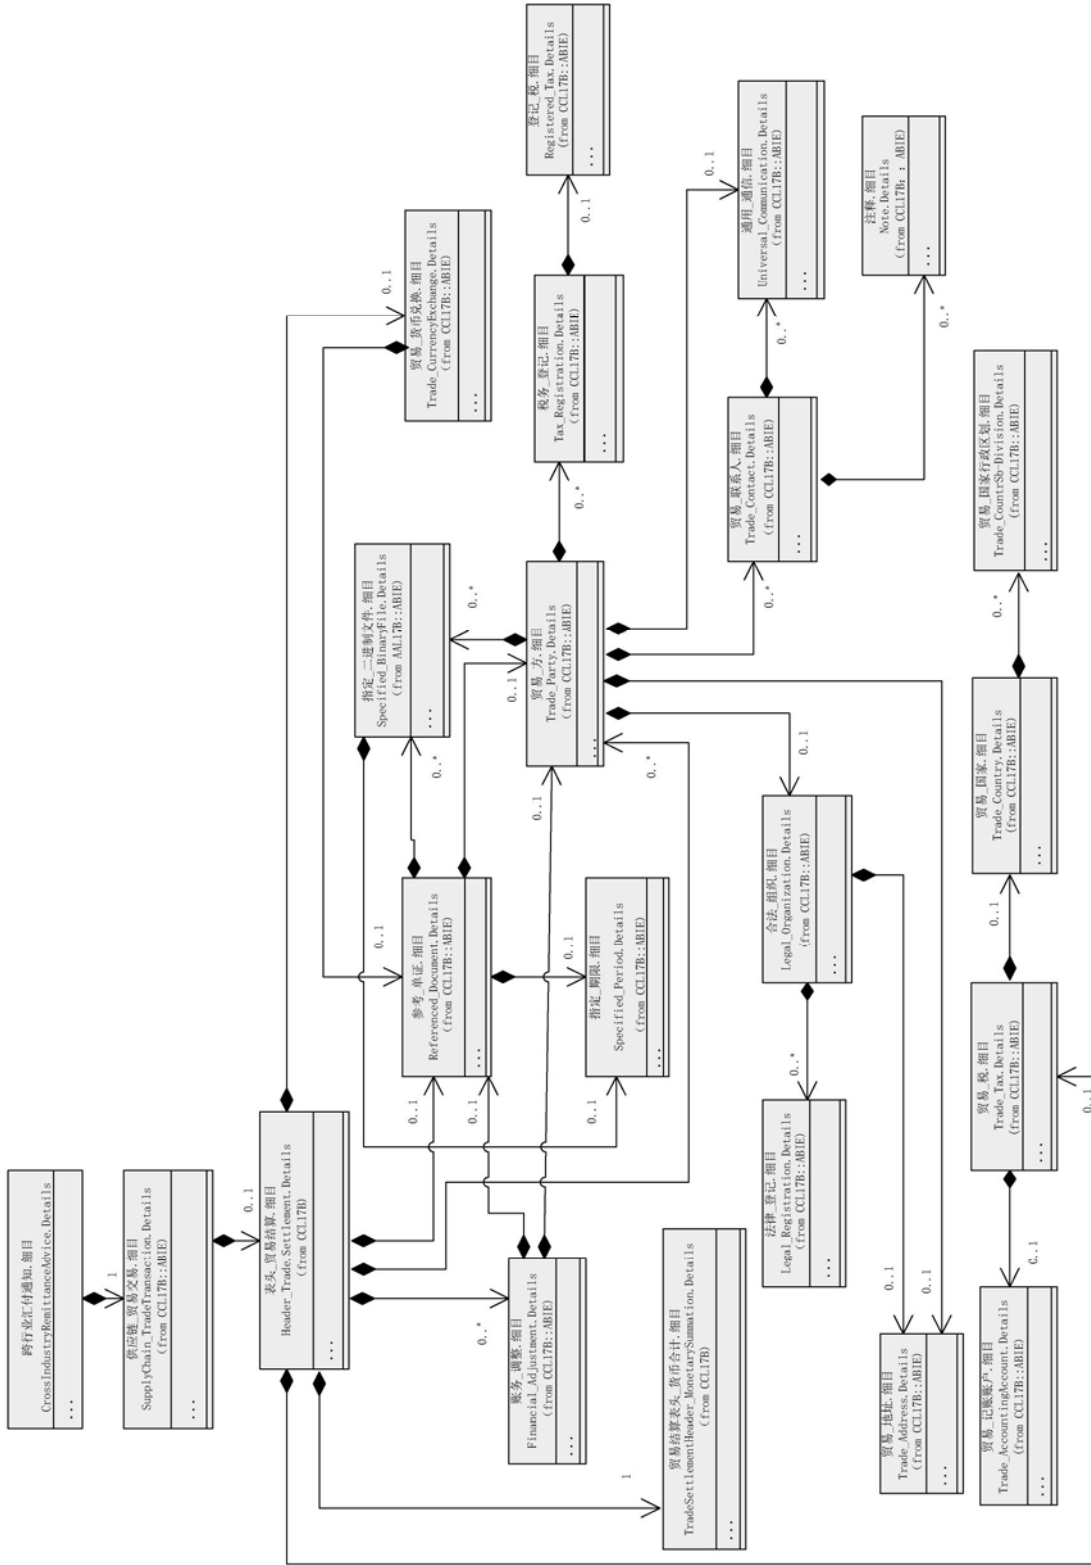 跨行业汇付通知.细目
CrossIndustryRemittanceAdvice.Details
...
1
供应链_贸易交易.细目
SupplyChain_TradeTransaction.Details
(from CCL17B::ABIE)
...
0..1
表头_贸易结算.细目
Header_Trade.Settlement.Details
(from CCL17B)
...
0..1
贸易_货币兑换.细目
Trade_CurrencyExchange.Details
(from CCL17B::ABIE)
...
0..1
参考_单证.细目
Referenced_Document.Details
(from CCL17B::ABIE)
...
0..1
0..1
指定_二进制文件.细目
Specified_BinaryFile.Details
(from AAL17B::ABIE)
...
0..*
0..*
指定_期限.细目
Specified_Period.Details
(from CCL17B::ABIE)
...
0..1
0..1
账务_调整.细目
Financial_Adjustment.Details
(from CCL17B::ABIE)
...
0..*
贸易结算表头_货币合计.细目
TradeSettlementHeader_MonetarySummation.Details
(from CCL17B)
...
1
贸易_方.细目
Trade_Party.Details
(from CCL17B::ABIE)
...
0..1
0..1
0..*
税务_登记.细目
Tax_Registration.Details
(from CCL17B::ABIE)
...
0..*
登记_税.细目
Registered_Tax.Details
(from CCL17B::ABIE)
...
0..1
通用_通信.细目
Universal_Communication.Details
(from CCL17B::ABIE)
...
0..1
0..*
贸易_联系人.细目
Trade_Contact.Details
(from CCL17B::ABIE)
...
0..*
注释.细目
Note.Details
(from CCL17B：：ABIE)
...
0..*
合法_组织.细目
Legal_Organization.Details
(from CCL17B::ABIE)
...
0..1
法律_登记.细目
Legal_Registration.Details
(from CCL17B::ABIE)
...
0..*
贸易_地址.细目
Trade_Address.Details
(from CCL17B::ABIE)
...
0..1
0..1
贸易_国家行政区划.细目
Trade_CountrSb-Division.Details
(from CCL17B::ABIE)
...
0..*
贸易_国家.细目
Trade_Country.Details
(from CCL17B::ABIE)
...
0..1
贸易_税.细目
Trade_Tax.Details
(from CCL17B::ABIE)
...
0..1
贸易_记账账户.细目
Trade_AccountingAccount.Details
(from CCL17B::ABIE)
...
0..1